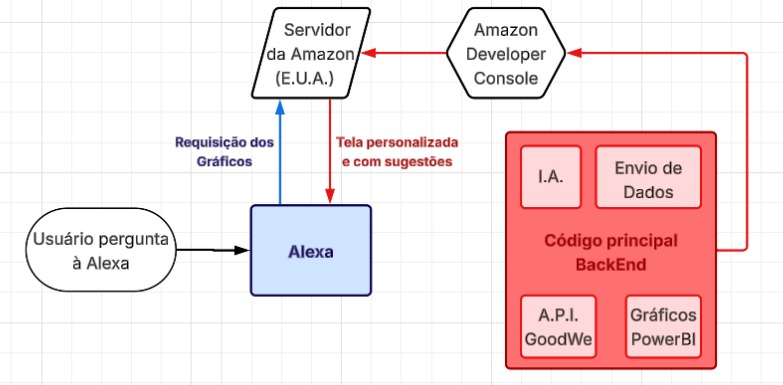 Servidor
da Amazon
(E.U.A.)
Amazon
Developer
Console
Requisição dos
Gráficos
Tela personalizada
e com sugestões
I.A.
Envio de
Dados
Usuário pergunta
à Alexa
Alexa
Código principal
BackEnd
A.P.I.
GoodWe
Gráficos
PowerBI